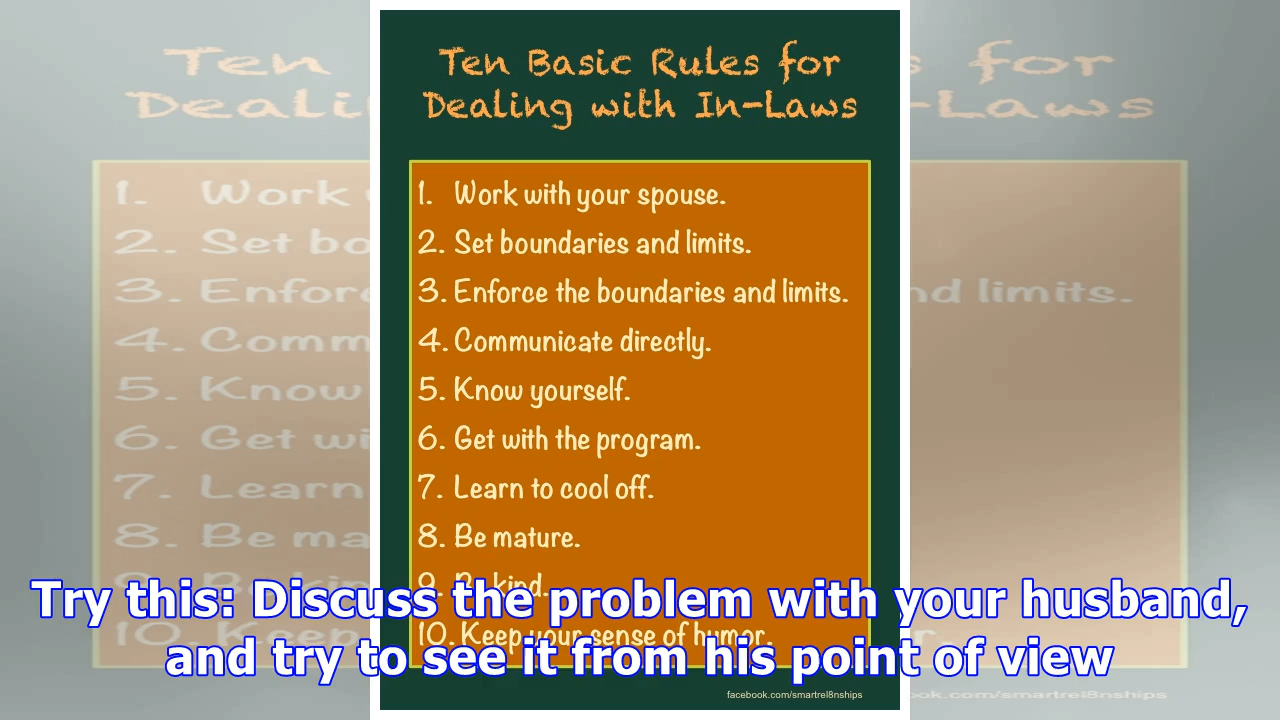 Ten Basic Rules for
Dealing with In-Laws
1. Work with your spouse.
2. Set boundaries and limits.
3. Enforce the boundaries and limits.
4. Communicate directly.
5. Know yourself.
6. Get with the program.
7. Learn to cool off.
8. Be mature.
9. Be kind.
10. Keep your sense of humor.
Try this: Discuss the problem with your husband,
and try to see it from his point of view
facebook.com/smartrel8nships